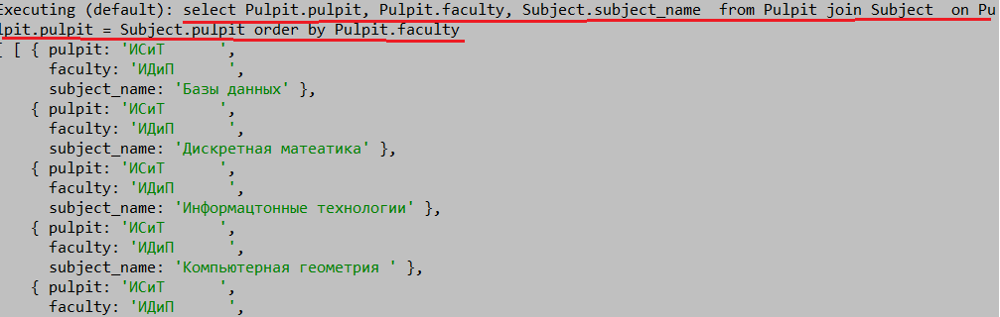 Executing (default): select Pulpit.pulpit, Pulpit.faculty, Subject.subject_name  from Pulpit join Subject  on Pu
lpit.pulpit = Subject.pulpit order by Pulpit.faculty
[ [ { pulpit: 'ИСиТ      ',
      faculty: 'ИДиП      ',
      subject_name: 'Базы данных' },
    { pulpit: 'ИСиТ      ',
      faculty: 'ИДиП      ',
      subject_name: 'Дискретная матеатика' },
    { pulpit: 'ИСиТ      ',
      faculty: 'ИДиП      ',
      subject_name: 'Информацтонные технологии' },
    { pulpit: 'ИСиТ      ',
      faculty: 'ИДиП      ',
      subject_name: 'Компьютерная геометрия ' },
    { pulpit: 'ИСиТ      ',
      faculty: 'ИДиП      ',